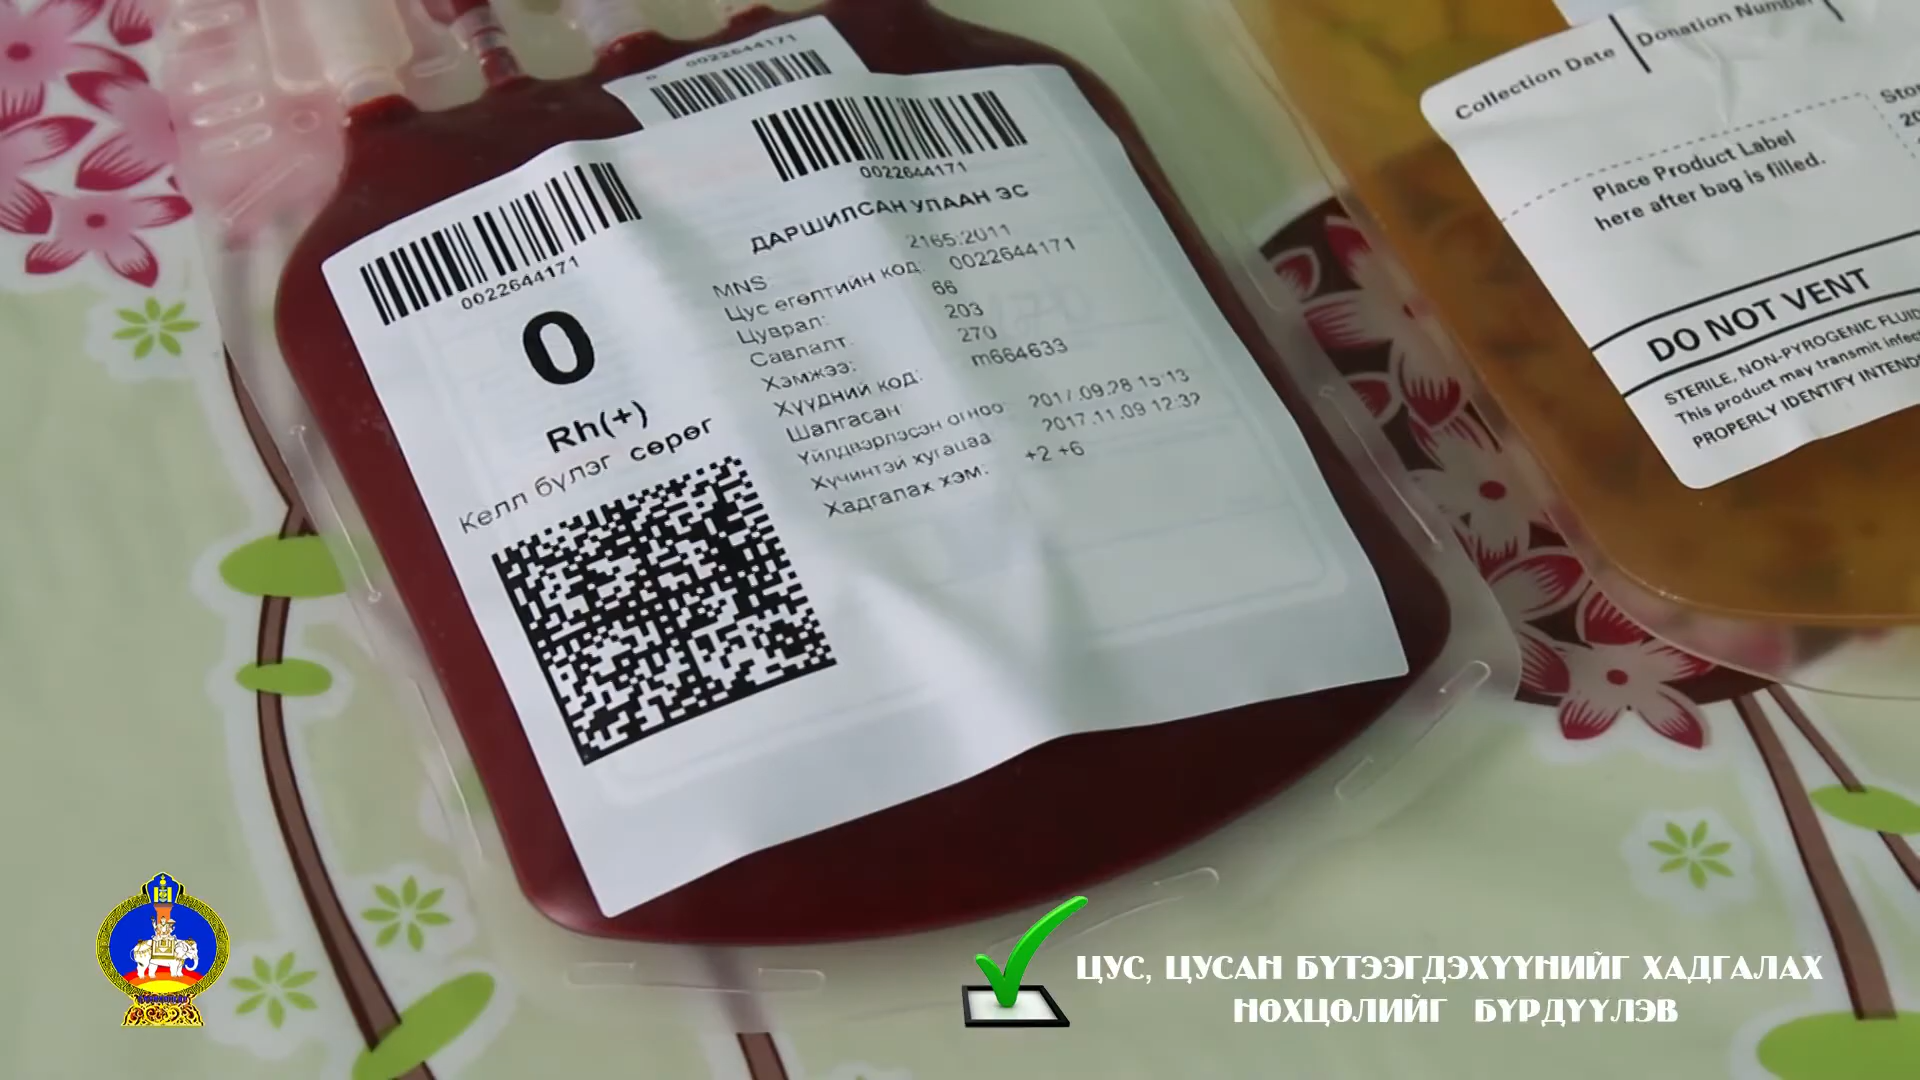 0022644171
0022644171
0022644171
0
Rh(+)
Келл бүлэг сөрөг
ДАРШИЛСАН УЛААН ЭС
MNS 2165:2011
Цус өгөлтийн код: 0022644171
Цуврал: 66
Савлалт: 203
Хэмжээ: 270
Хүүдий код: m664633
Шалгасан:
Үйлдвэрлэсэн огноо: 2017.09.28 15:13
Хүчинтэй хугацаа: 2017.11.09 12:32
Хадгалах хэм: +2 +6
Collection Date
Donation Number
Place Product Label
here after bag is filled.
DO NOT VENT
STERILE, NON-PYROGENIC FLUID
This product may transmit
PROPERLY IDENTIFY
ЦУС, ЦУСАН БҮТЭЭГДЭХҮҮНИЙГ ХАДГАЛАХ
НӨХЦӨЛИЙГ БҮРДҮҮЛЭВ